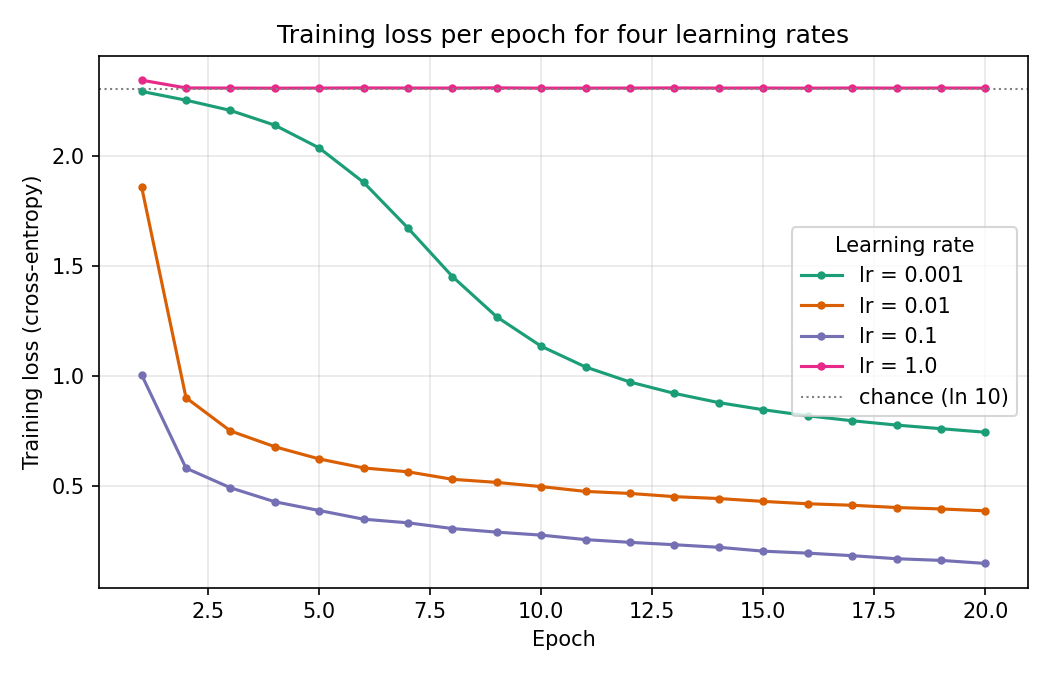 Training loss per epoch for four learning rates
Training loss (cross-entropy)
2.0
1.5
1.0
0.5
Learning rate
lr = 0.001
lr = 0.01
lr = 0.1
lr = 1.0
chance (ln 10)
2.5 5.0 7.5 10.0 12.5 15.0 17.5 20.0
Epoch